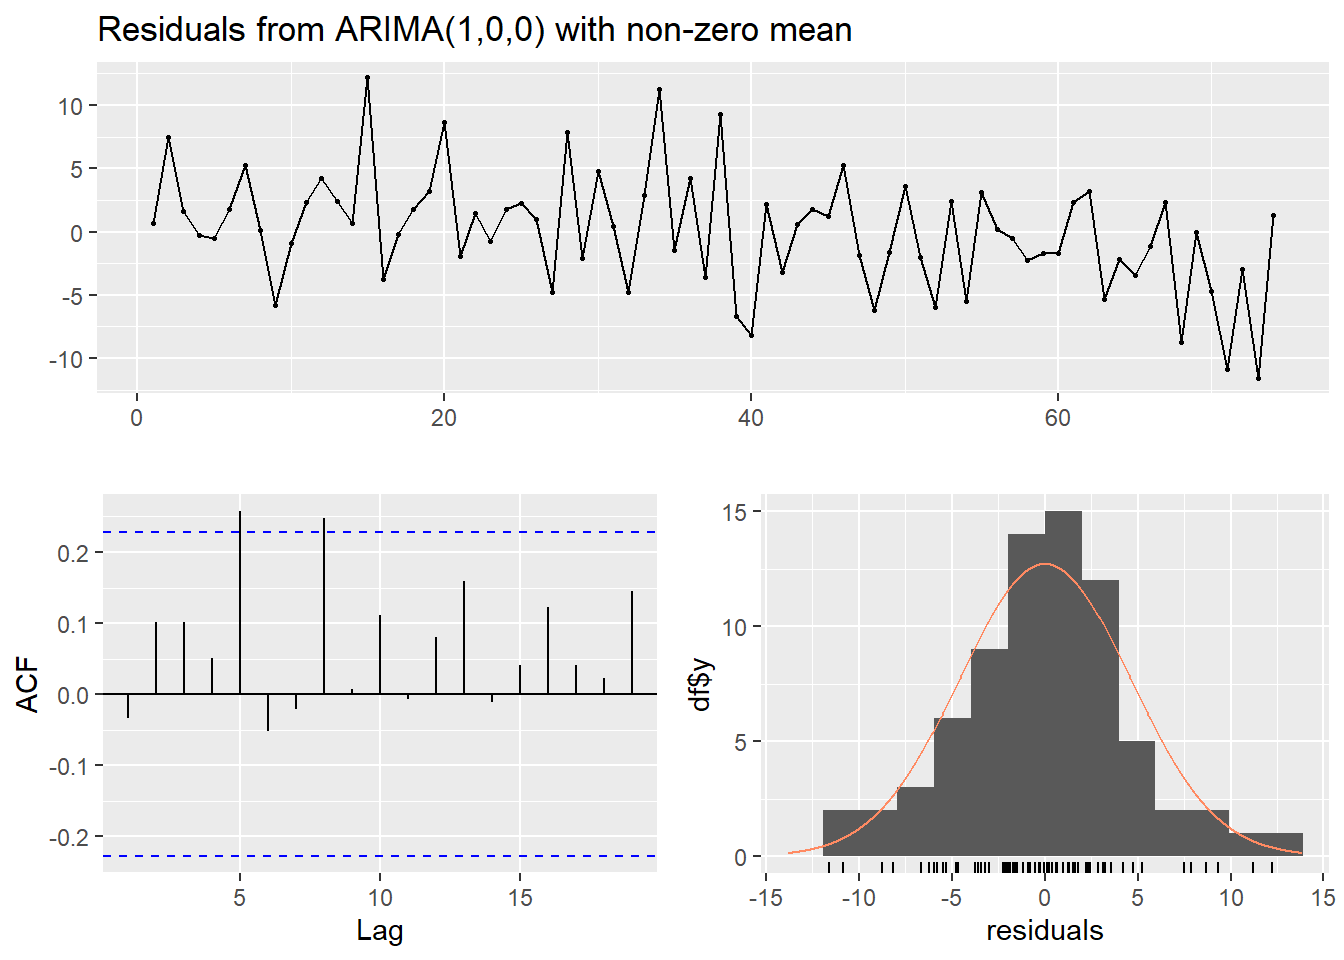 Residuals from ARIMA(1,0,0) with non-zero mean
10
5
0
-5
-10
0 20 40 60
ACF
0.2
0.1
0.0
-0.1
-0.2
5 10 15
Lag
df$y
15
10
5
0
-15 -10 -5 0 5 10 15
residuals